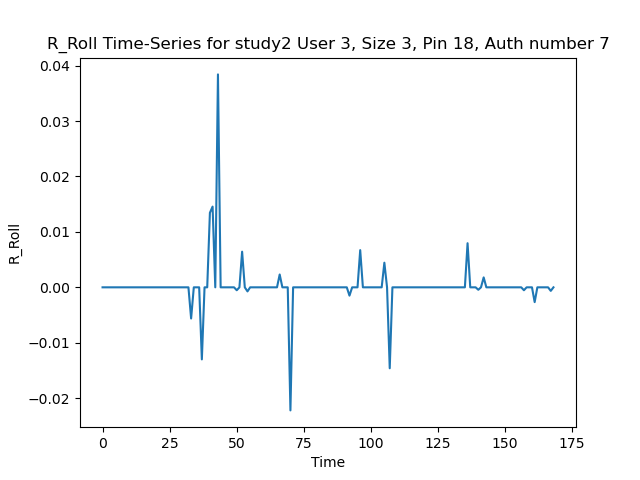 R_Roll Time-Series for study2 User 3, Size 3, Pin 18, Auth number 7
0.04
0.03
0.02
0.01
0.00
−0.01
−0.02
R_Roll
0 25 50 75 100 125 150 175
Time